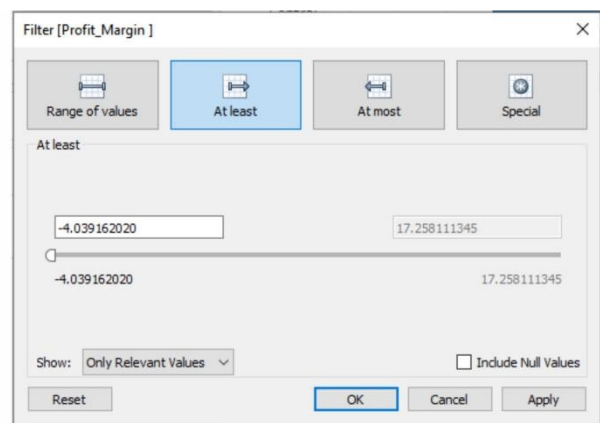 Filter [Profit_Margin ]
Range of values At least At most Special
At least
-4.039162020 17.258111345
-4.039162020 17.258111345
Show: Only Relevant Values Include Null Values
Reset OK Cancel Apply